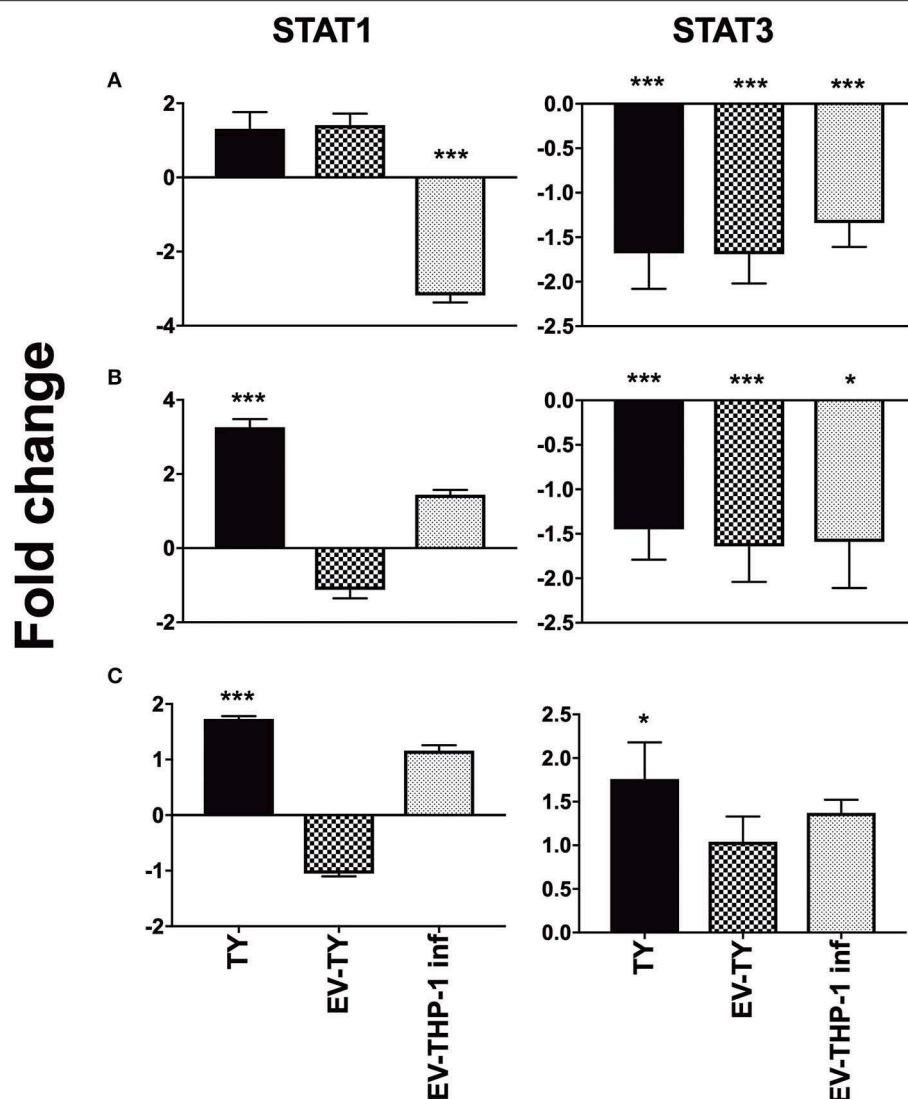 STAT1 STAT3
A
*** *** ***
2
0
-2
-4
***
0.0
-0.5
-1.0
-1.5
-2.0
-2.5
Fold change
B
***
4
2
0
-2
*** *** *
0.0
-0.5
-1.0
-1.5
-2.0
-2.5
C
***
2
1
0
-1
-2
*
2.5
2.0
1.5
1.0
0.5
0.0
TY
EV-TY
EV-THP-1 inf
TY
EV-TY
EV-THP-1 inf